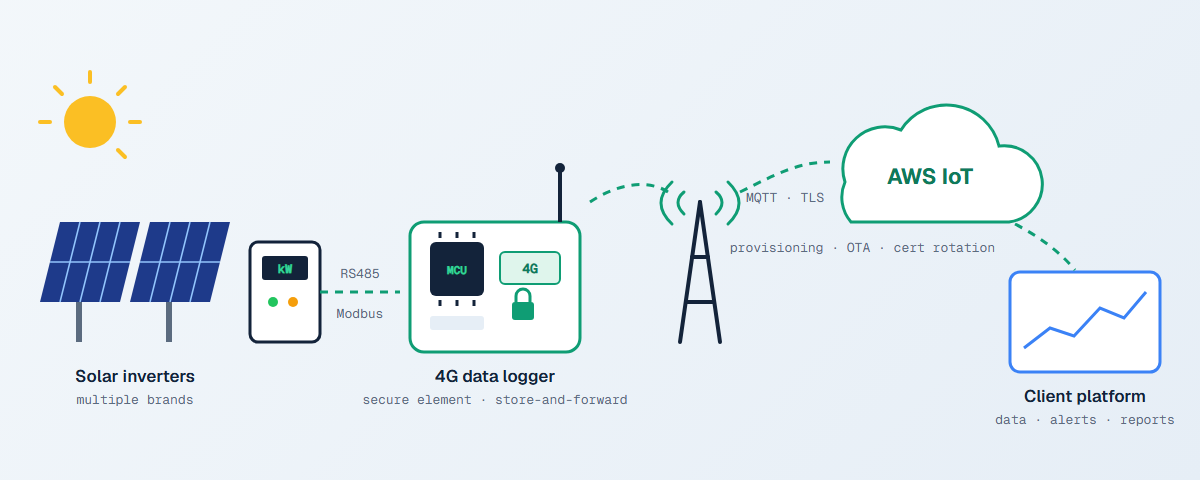 AWS IoT
MQTT · TLS
provisioning · OTA · cert rotation
kW
RS485
Modbus
MCU
4G
Solar inverters
multiple brands
4G data logger
secure element · store-and-forward
Client platform
data · alerts · reports